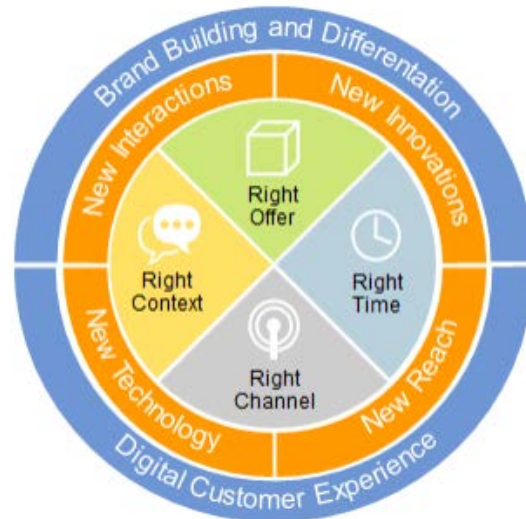 Brand Building and Differentation
New Interactions
New Innovations
Right
Offer
Right
Context
Right
Time
Right
Channel
New Technology
New Reach
Digital Customer Experience